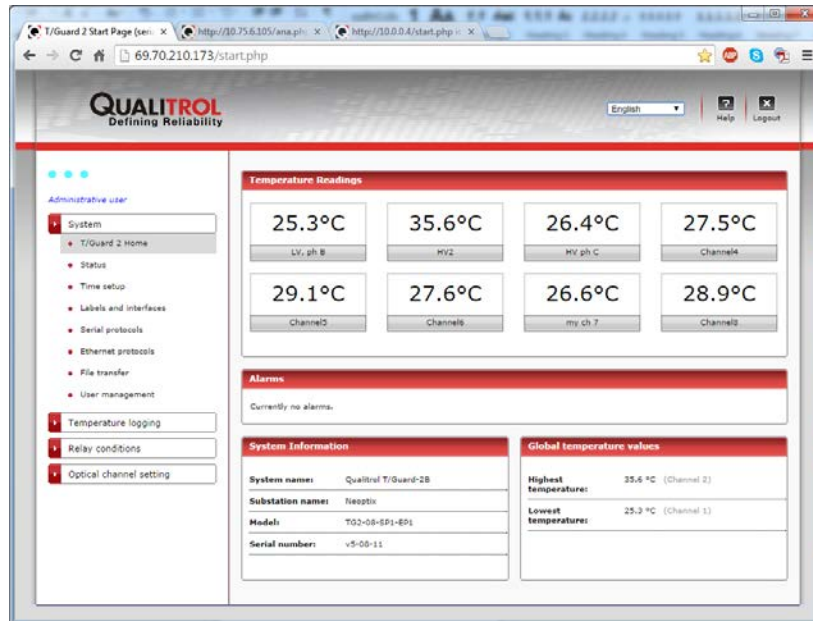 T/Guard 2 Start Page (seri
http://10.75.6.105/ana.ph
http://10.0.0.4/start.php
69.70.210.173/start.php
QUALITROL
Defining Reliability
English
Help
Logout
Administrative user
System
T/Guard 2 Home
Status
Time setup
Labels and interfaces
Serial protocols
Ethernet protocols
File transfer
User management
Temperature logging
Relay conditions
Optical channel setting
Temperature Readings
25.3°C 35.6°C 26.4°C 27.5°C
LV, ph B HV2 HV ph C Channel4
29.1°C 27.6°C 26.6°C 28.9°C
Channel5 Channel6 my ch 7 Channel8
Alarms
Currently no alarms.
System Information
System name: Qualitrol T/Guard-2B
Substation name: Neoptix
Model: TG2-08-SP1-EP1
Serial number: v5-08-11
Global temperature values
Highest temperature: 35.6 °C (Channel 2)
Lowest temperature: 25.3 °C (Channel 1)